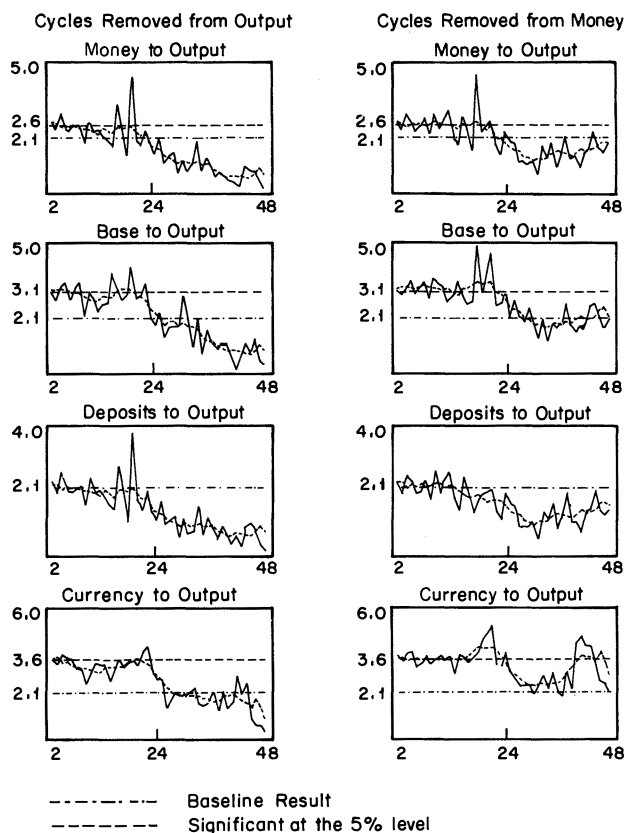 Cycles Removed from Output
Cycles Removed from Money
Money to Output
5.0
2.6
2.1
2 24 48
Money to Output
5.0
2.6
2.1
2 24 48
Base to Output
5.0
3.1
2.1
2 24 48
Base to Output
5.0
3.1
2.1
2 24 48
Deposits to Output
4.0
2.1
2 24 48
Deposits to Output
4.0
2.1
2 24 48
Currency to Output
6.0
3.6
2.1
2 24 48
Currency to Output
6.0
3.6
2.1
2 24 48
Baseline Result
Significant at the 5% level